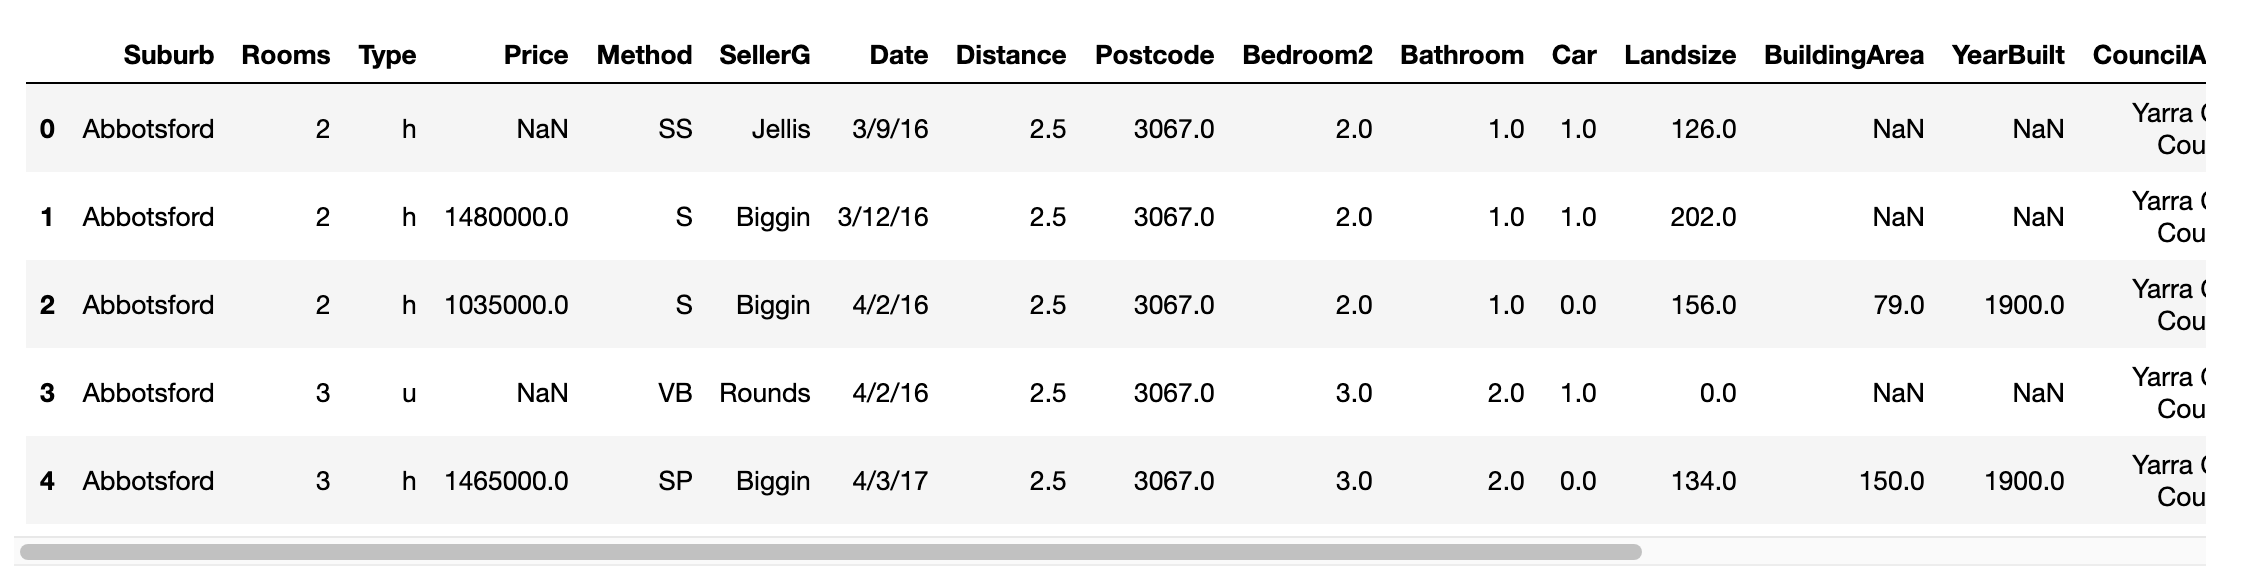 Suburb Rooms Type Price Method SellerG Date Distance Postcode Bedroom2 Bathroom Car Landsize BuildingArea YearBuilt CouncilA
0 Abbotsford 2 h NaN SS Jellis 3/9/16 2.5 3067.0 2.0 1.0 1.0 126.0 NaN NaN Yarra
Cou
1 Abbotsford 2 h 1480000.0 S Biggin 3/12/16 2.5 3067.0 2.0 1.0 1.0 202.0 NaN NaN Yarra
Cou
2 Abbotsford 2 h 1035000.0 S Biggin 4/2/16 2.5 3067.0 2.0 1.0 0.0 156.0 79.0 1900.0 Yarra
Cou
3 Abbotsford 3 u NaN VB Rounds 4/2/16 2.5 3067.0 3.0 2.0 1.0 0.0 NaN NaN Yarra
Cou
4 Abbotsford 3 h 1465000.0 SP Biggin 4/3/17 2.5 3067.0 3.0 2.0 0.0 134.0 150.0 1900.0 Yarra
Cou